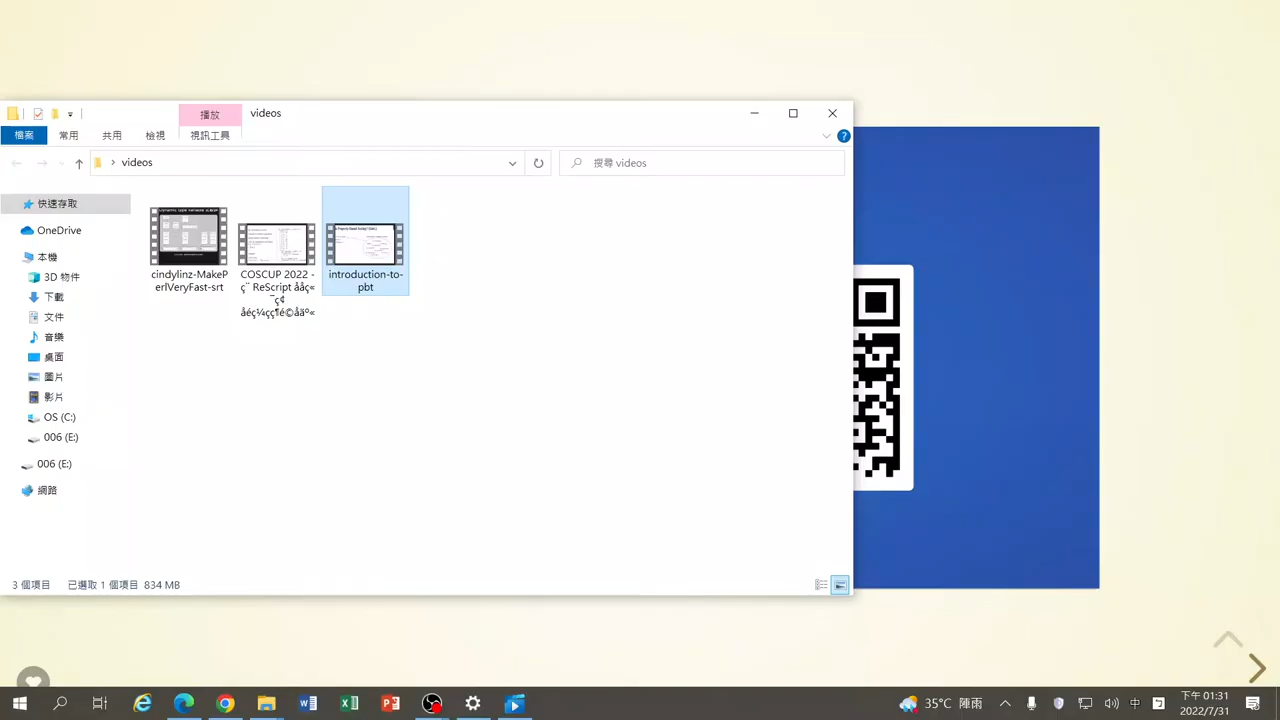 播放
videos
檔案
常用
共用
檢視
視訊工具
videos
搜尋 videos
快速存取
OneDrive
本機
3D 物件
下載
文件
音樂
桌面
圖片
影片
OS (C:)
006 (E:)
006 (E:)
網路
cindylinz-MakeP
erlVeryFast-srt
COSCUP 2022 -
ç¨ ReScript ååç«
introduction-to-
pbt
3 個項目
已選取 1 個項目 834 MB
35°C 陣雨
中
下午 01:31
2022/7/31